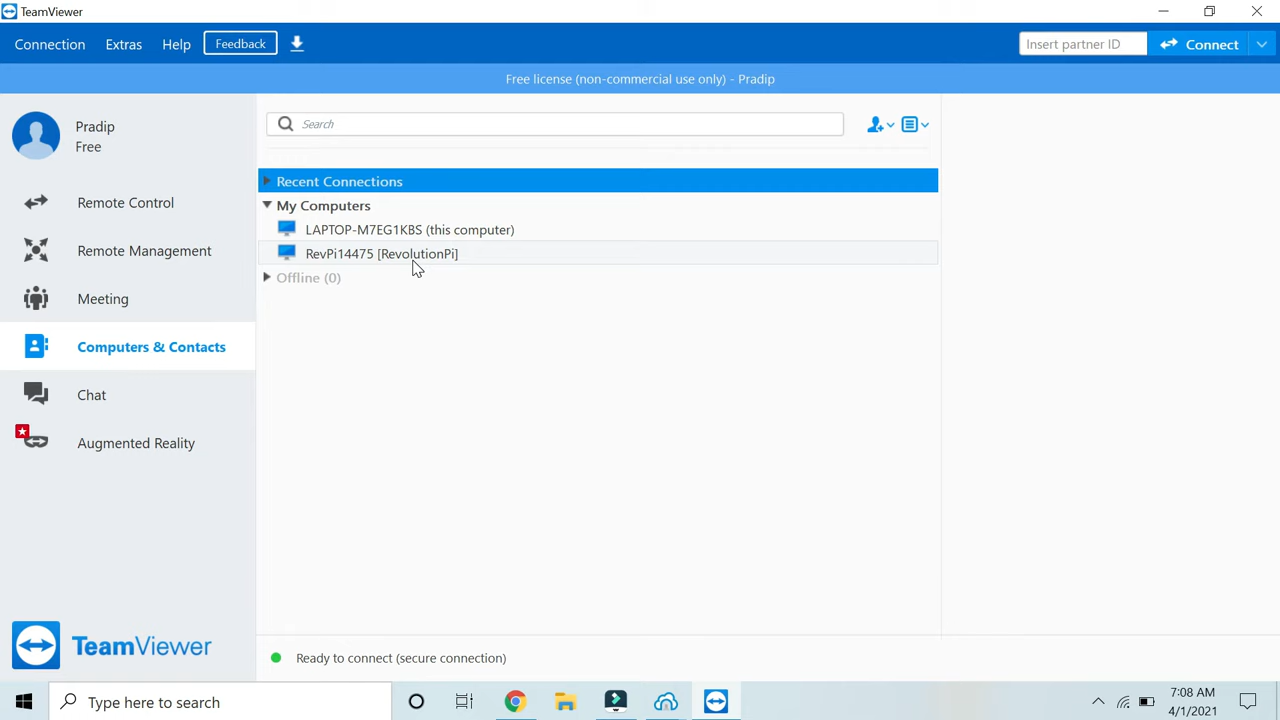 TeamViewer
Connection Extras Help Feedback
Insert partner ID Connect
Free license (non-commercial use only) - Pradip
Pradip
Free
Remote Control
Remote Management
Meeting
Computers & Contacts
Chat
Augmented Reality
TeamViewer
Search
Recent Connections
My Computers
LAPTOP-M7EG1KBS (this computer)
RevPi14475 [RevolutionPi]
Offline (0)
Ready to connect (secure connection)
Type here to search
7:08 AM
4/1/2021